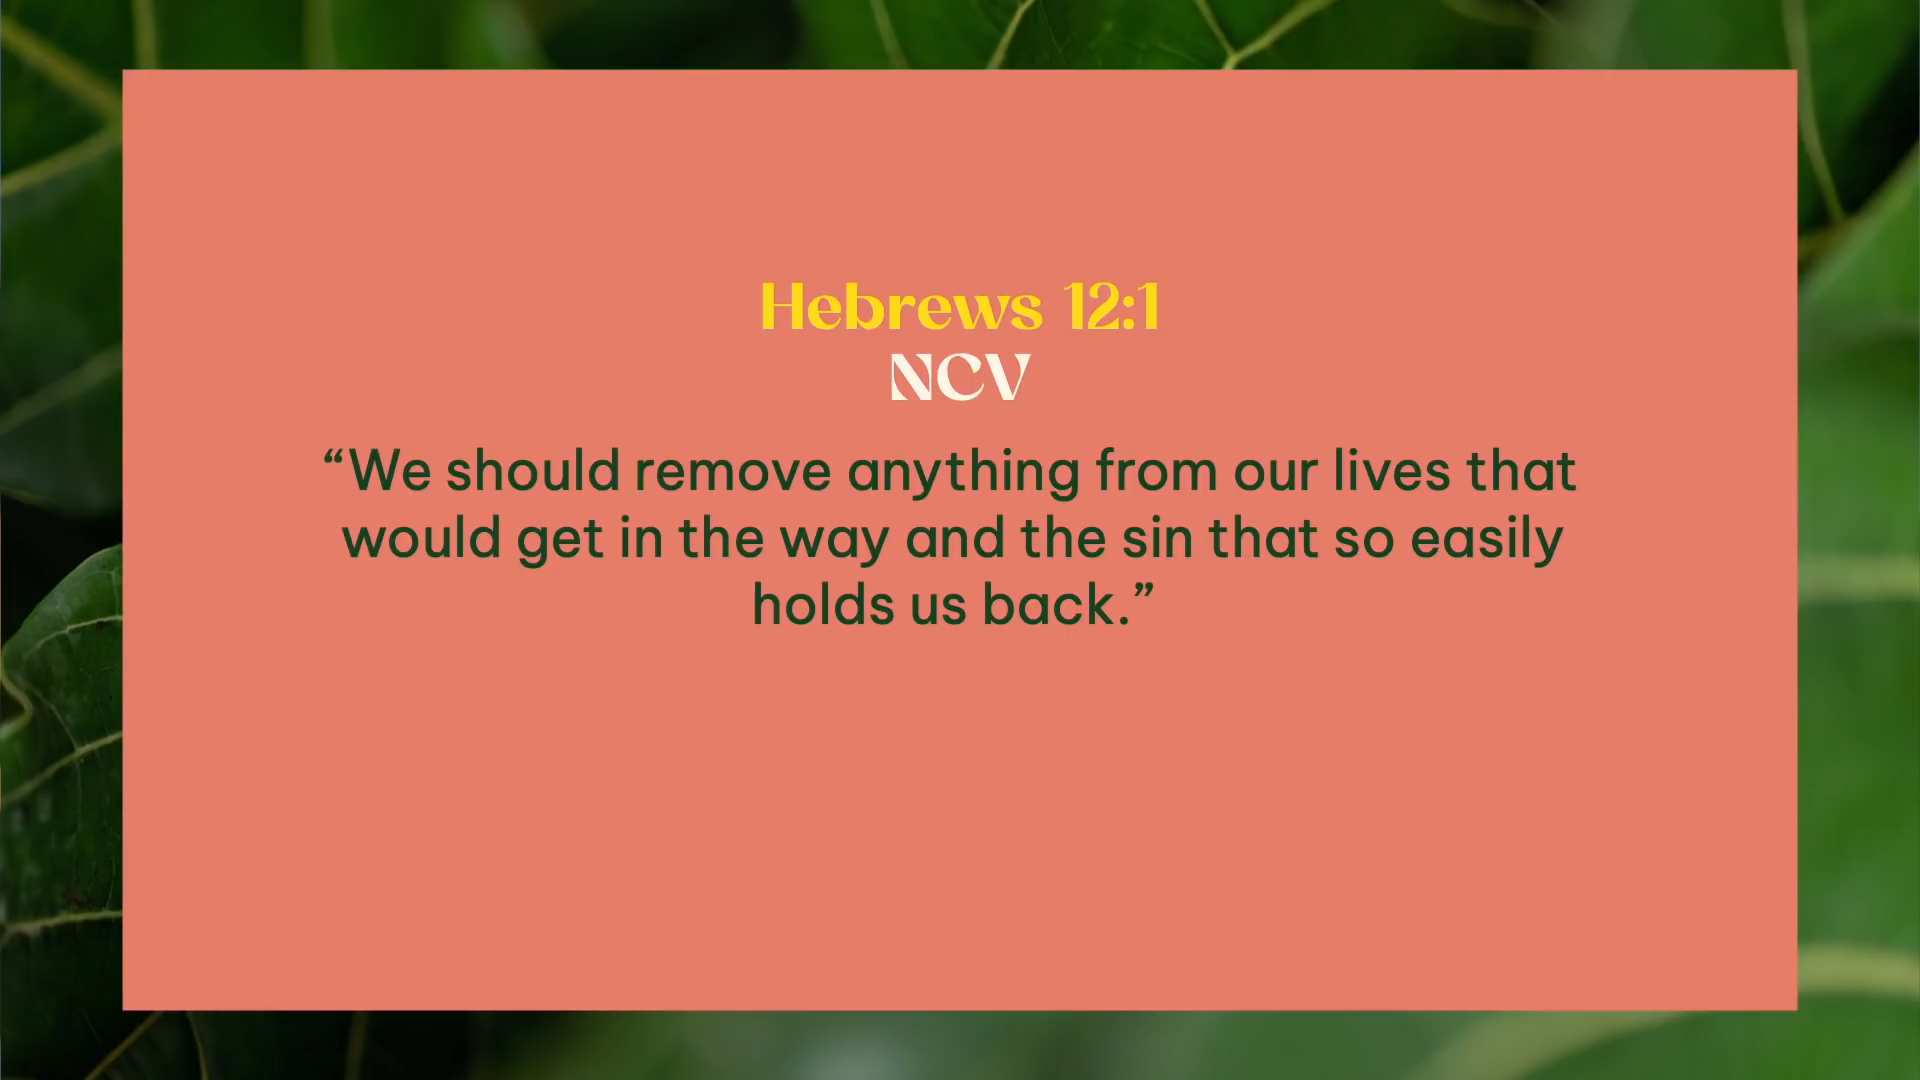 Hebrews 12:1
NCV
“We should remove anything from our lives that
would get in the way and the sin that so easily
holds us back.”